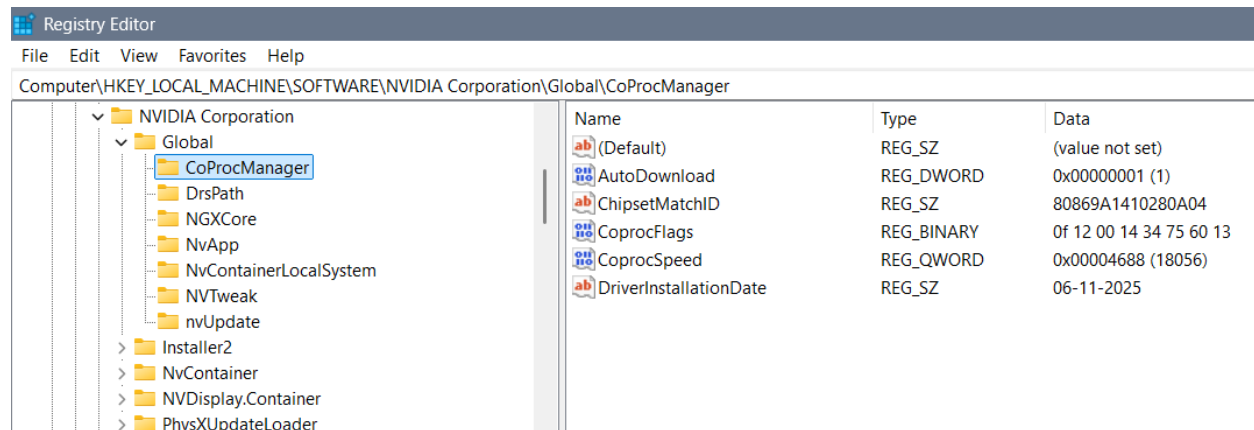 Registry Editor
File Edit View Favorites Help
Computer\HKEY_LOCAL_MACHINE\SOFTWARE\NVIDIA Corporation\Global\CoProcManager
NVIDIA Corporation
Global
CoProcManager
DrsPath
NGXCore
NvApp
NvContainerLocalSystem
NVTweak
nvUpdate
Installer2
NvContainer
NVDisplay.Container
PhysXUpdateLoader
Name Type Data
(Default) REG_SZ (value not set)
AutoDownload REG_DWORD 0x00000001 (1)
ChipsetMatchID REG_SZ 80869A1410280A04
CoprocFlags REG_BINARY 0f 12 00 14 34 75 60 13
CoprocSpeed REG_QWORD 0x00004688 (18056)
DriverInstallationDate REG_SZ 06-11-2025